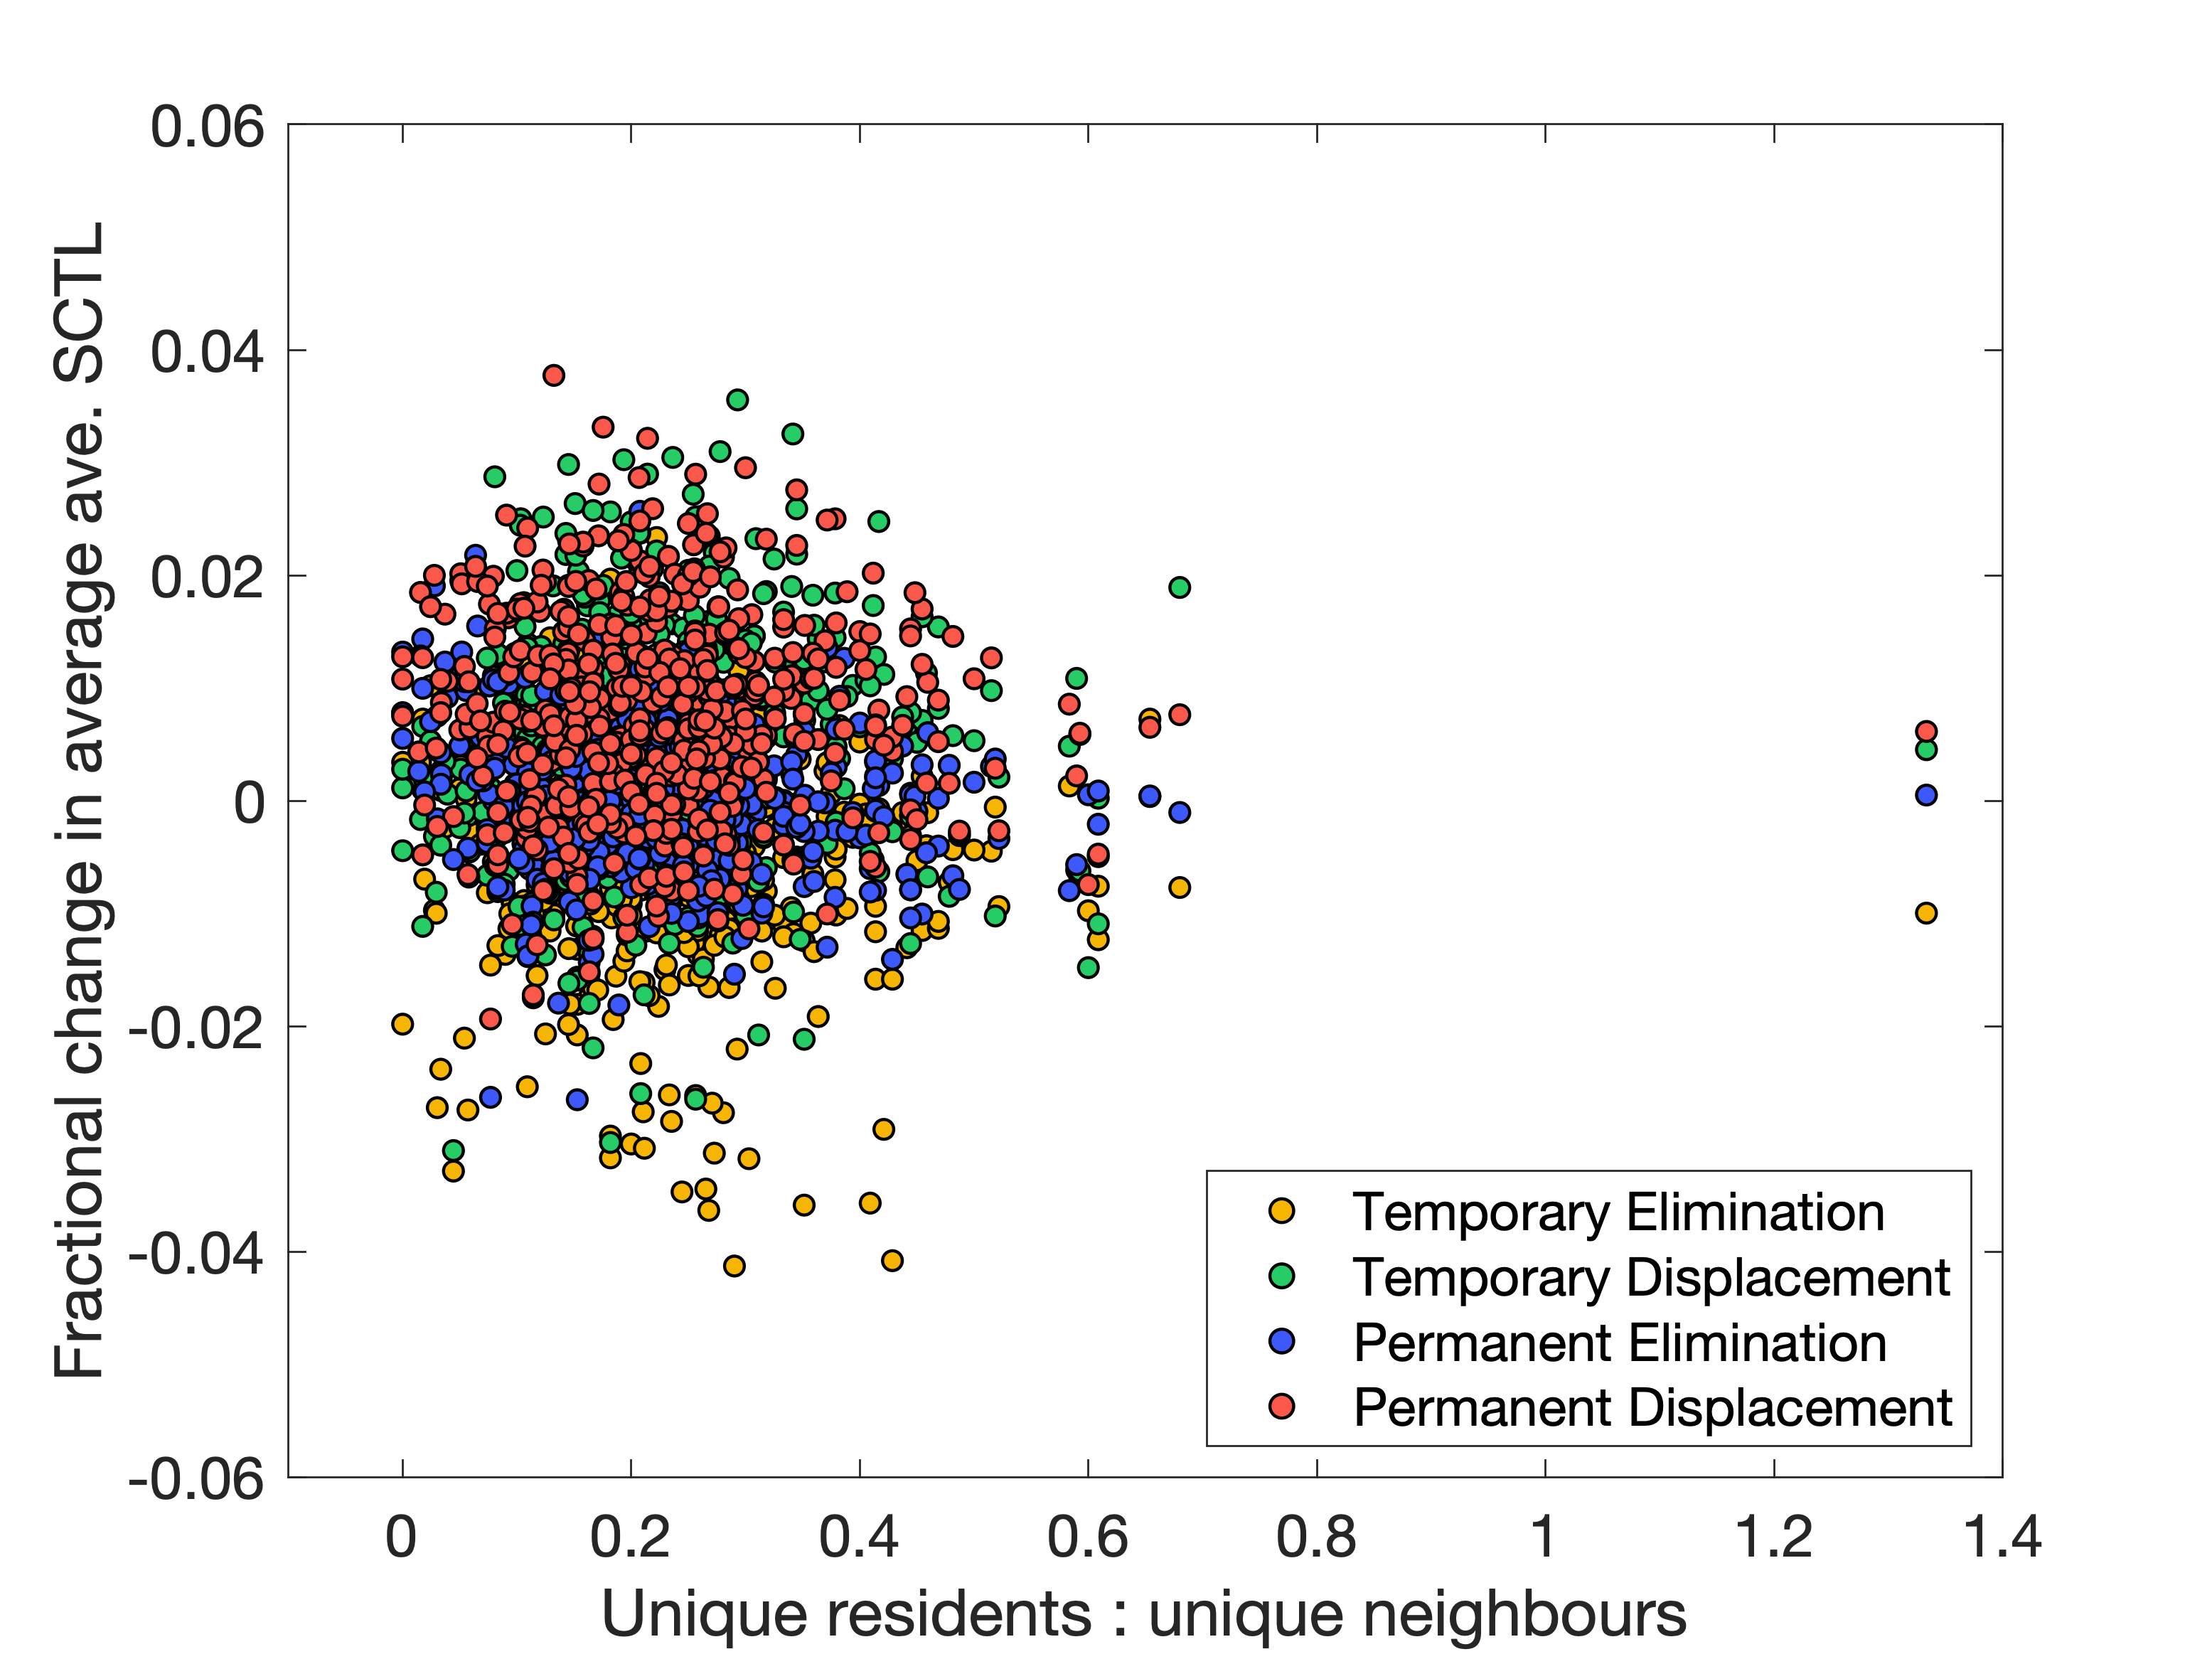 Fractional change in average ave. SCTL
0.06
0.04
0.02
0
-0.02
-0.04
-0.06
0 0.2 0.4 0.6 0.8 1 1.2 1.4
Unique residents : unique neighbours
Temporary Elimination
Temporary Displacement
Permanent Elimination
Permanent Displacement